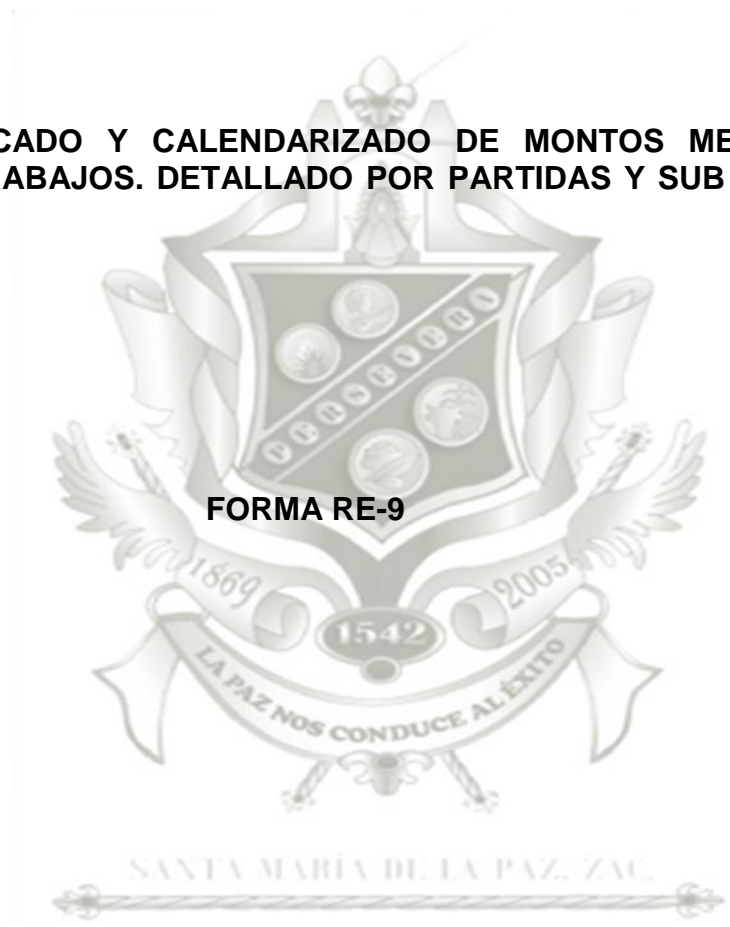 CADO Y CALENDARIZADO DE MONTOS ME
RABAJOS. DETALLADO POR PARTIDAS Y SUB
PERSEVERA
FORMA RE-9
1869
2005
1542
LA PAZ NOS CONDUCE AL ÉXITO
SANTA MARÍA DE LA PAZ, ZAC.